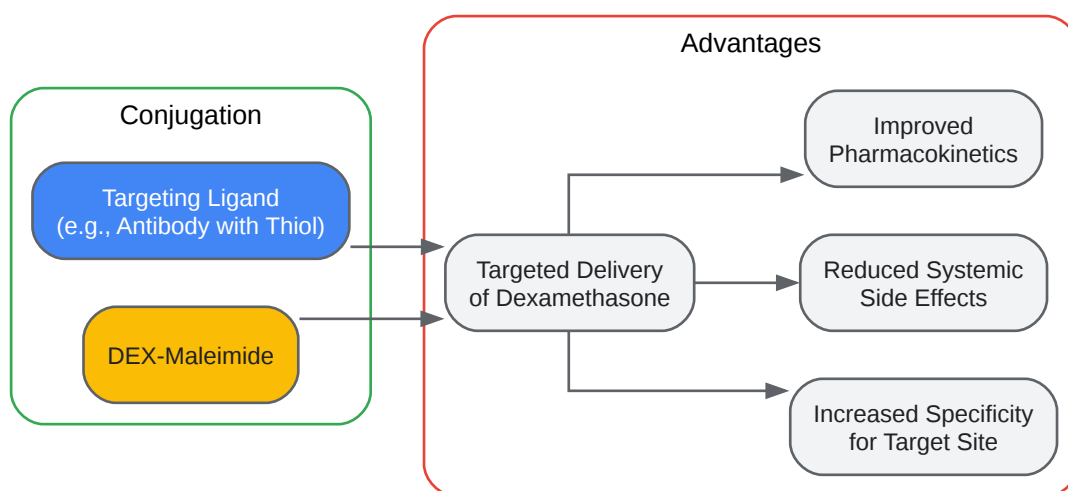 Conjugation
Targeting Ligand
(e.g., Antibody with Thiol)
DEX-Maleimide
Advantages
Targeted Delivery
of Dexamethasone
Improved
Pharmacokinetics
Reduced Systemic
Side Effects
Increased Specificity
for Target Site